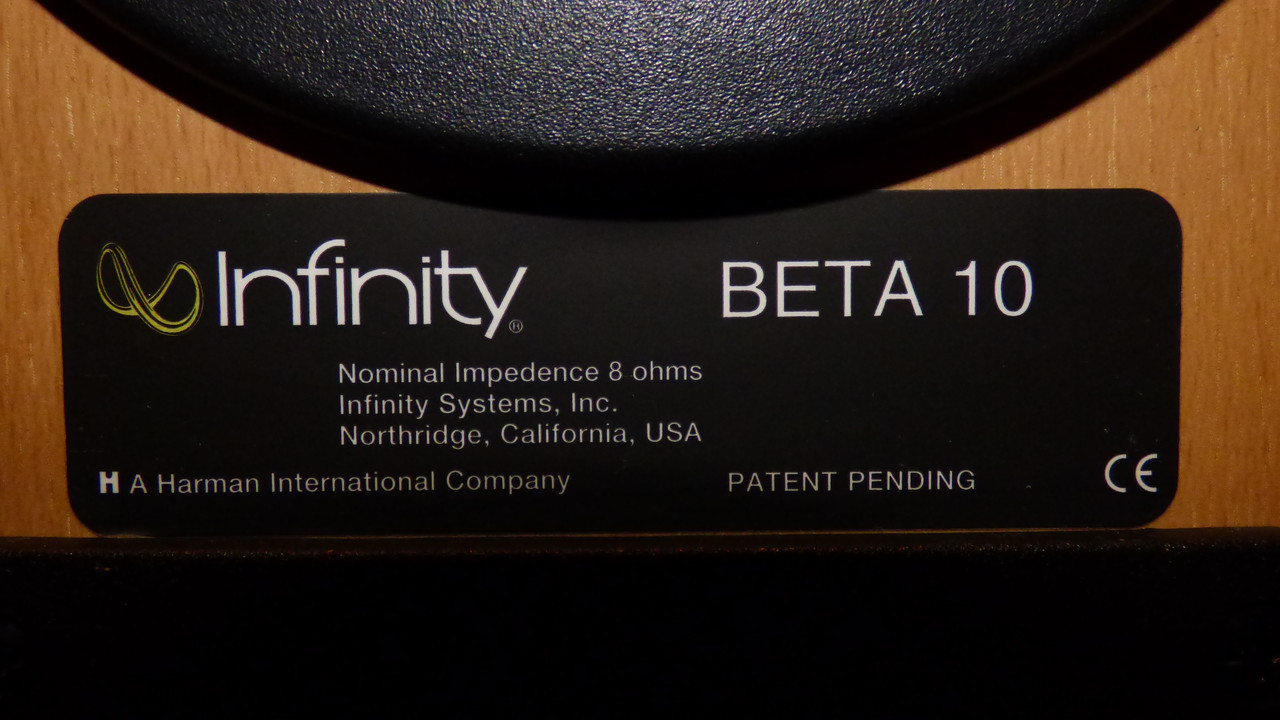 Infinity® BETA 10
Nominal Impedence 8 ohms
Infinity Systems, Inc.
Northridge, California, USA
H A Harman International Company PATENT PENDING CE